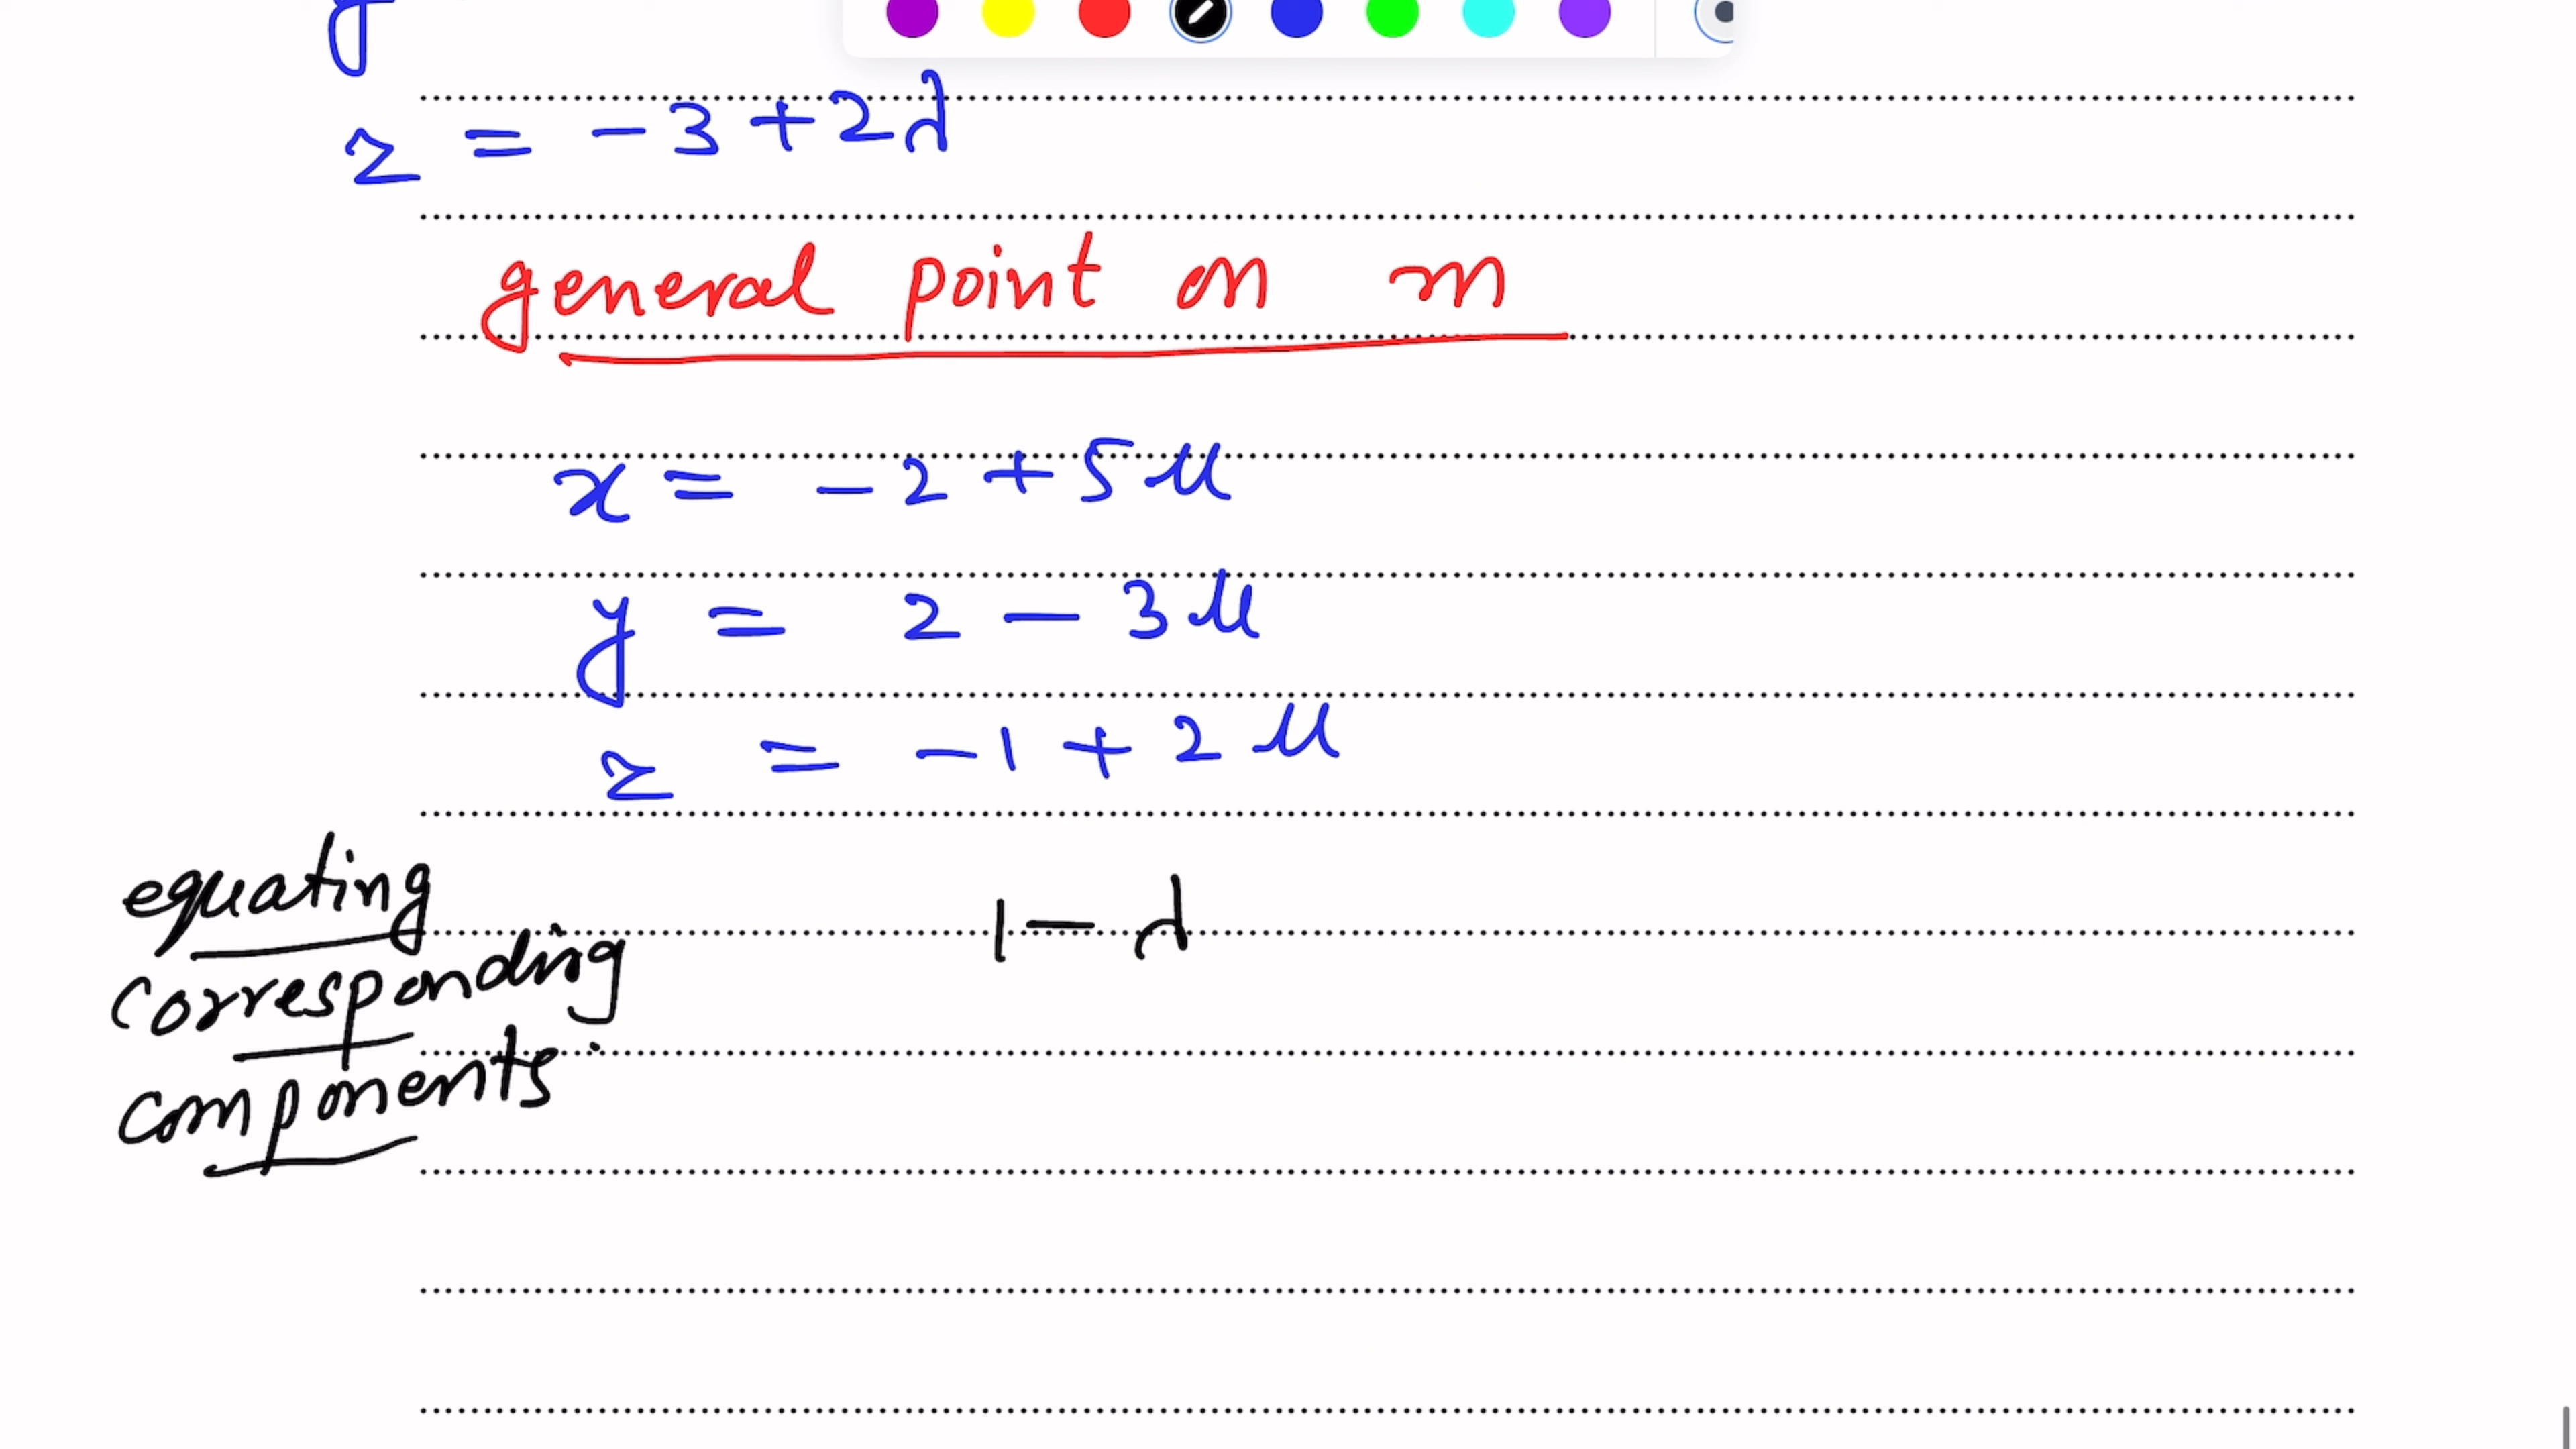 y
z = -3 + 2λ
general point on m
x = -2 + 5μ
y = 2 - 3μ
z = -1 + 2μ
equating
corresponding
components.
1 - λ